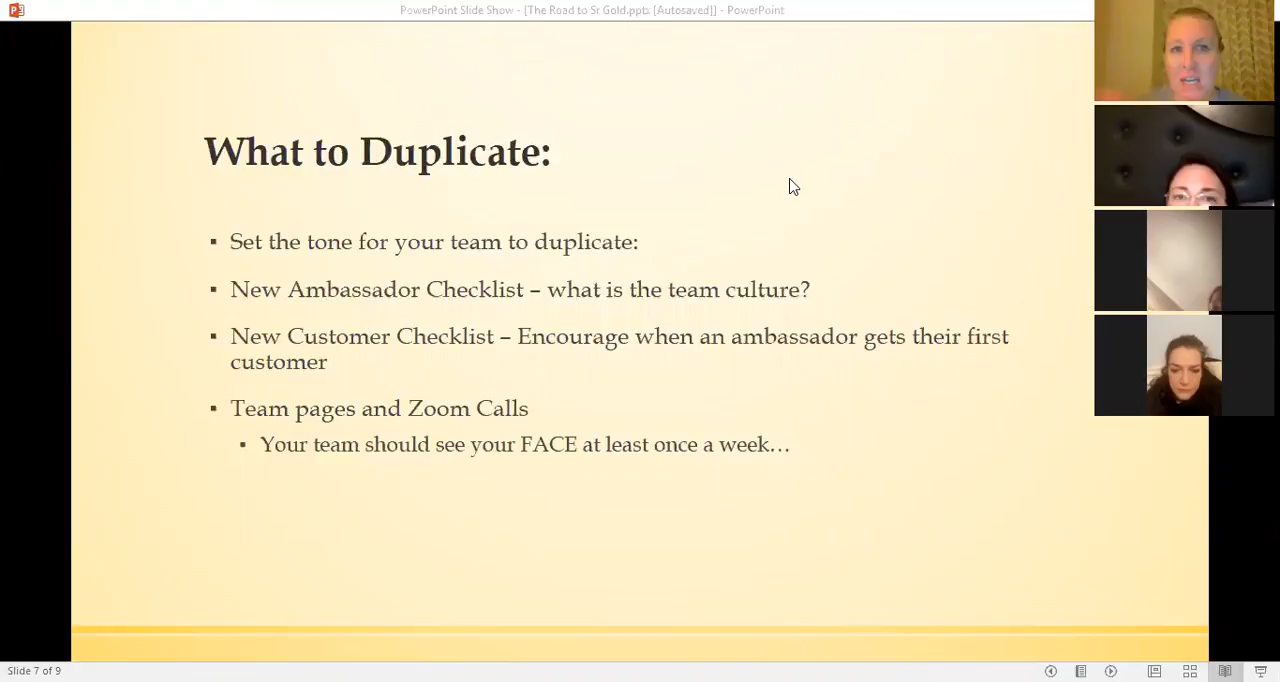 PowerPoint Slide Show - [The Road to Sr Gold.ppb: [Autosaved]] - PowerPoint
What to Duplicate:
▪ Set the tone for your team to duplicate:
▪ New Ambassador Checklist – what is the team culture?
▪ New Customer Checklist – Encourage when an ambassador gets their first
customer
▪ Team pages and Zoom Calls
▪ Your team should see your FACE at least once a week…
Slide 7 of 9